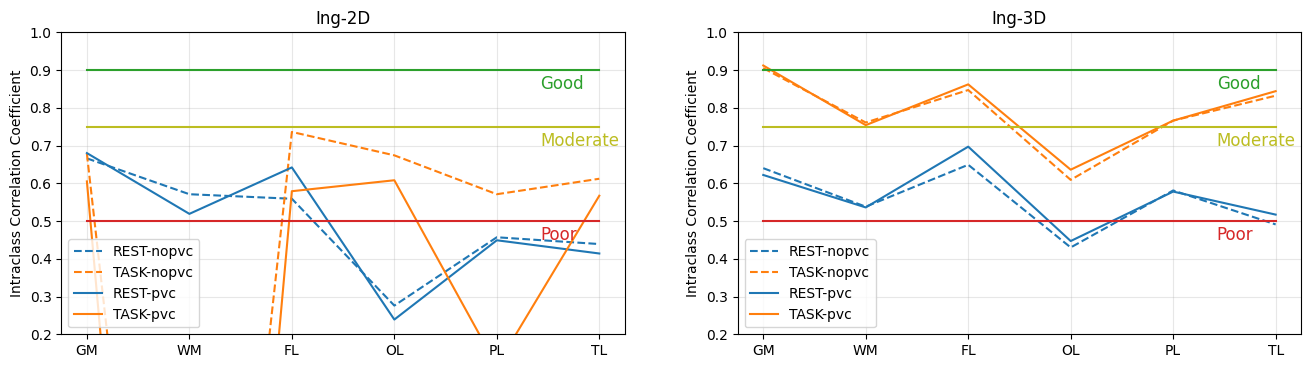 Ing-2D
Intraclass Correlation Coefficient
1.0
0.9
0.8
0.7
0.6
0.5
0.4
0.3
0.2
Good
Moderate
Poor
REST-nopvc
TASK-nopvc
REST-pvc
TASK-pvc
GM WM FL OL PL TL
Ing-3D
Intraclass Correlation Coefficient
1.0
0.9
0.8
0.7
0.6
0.5
0.4
0.3
0.2
Good
Moderate
Poor
REST-nopvc
TASK-nopvc
REST-pvc
TASK-pvc
GM WM FL OL PL TL